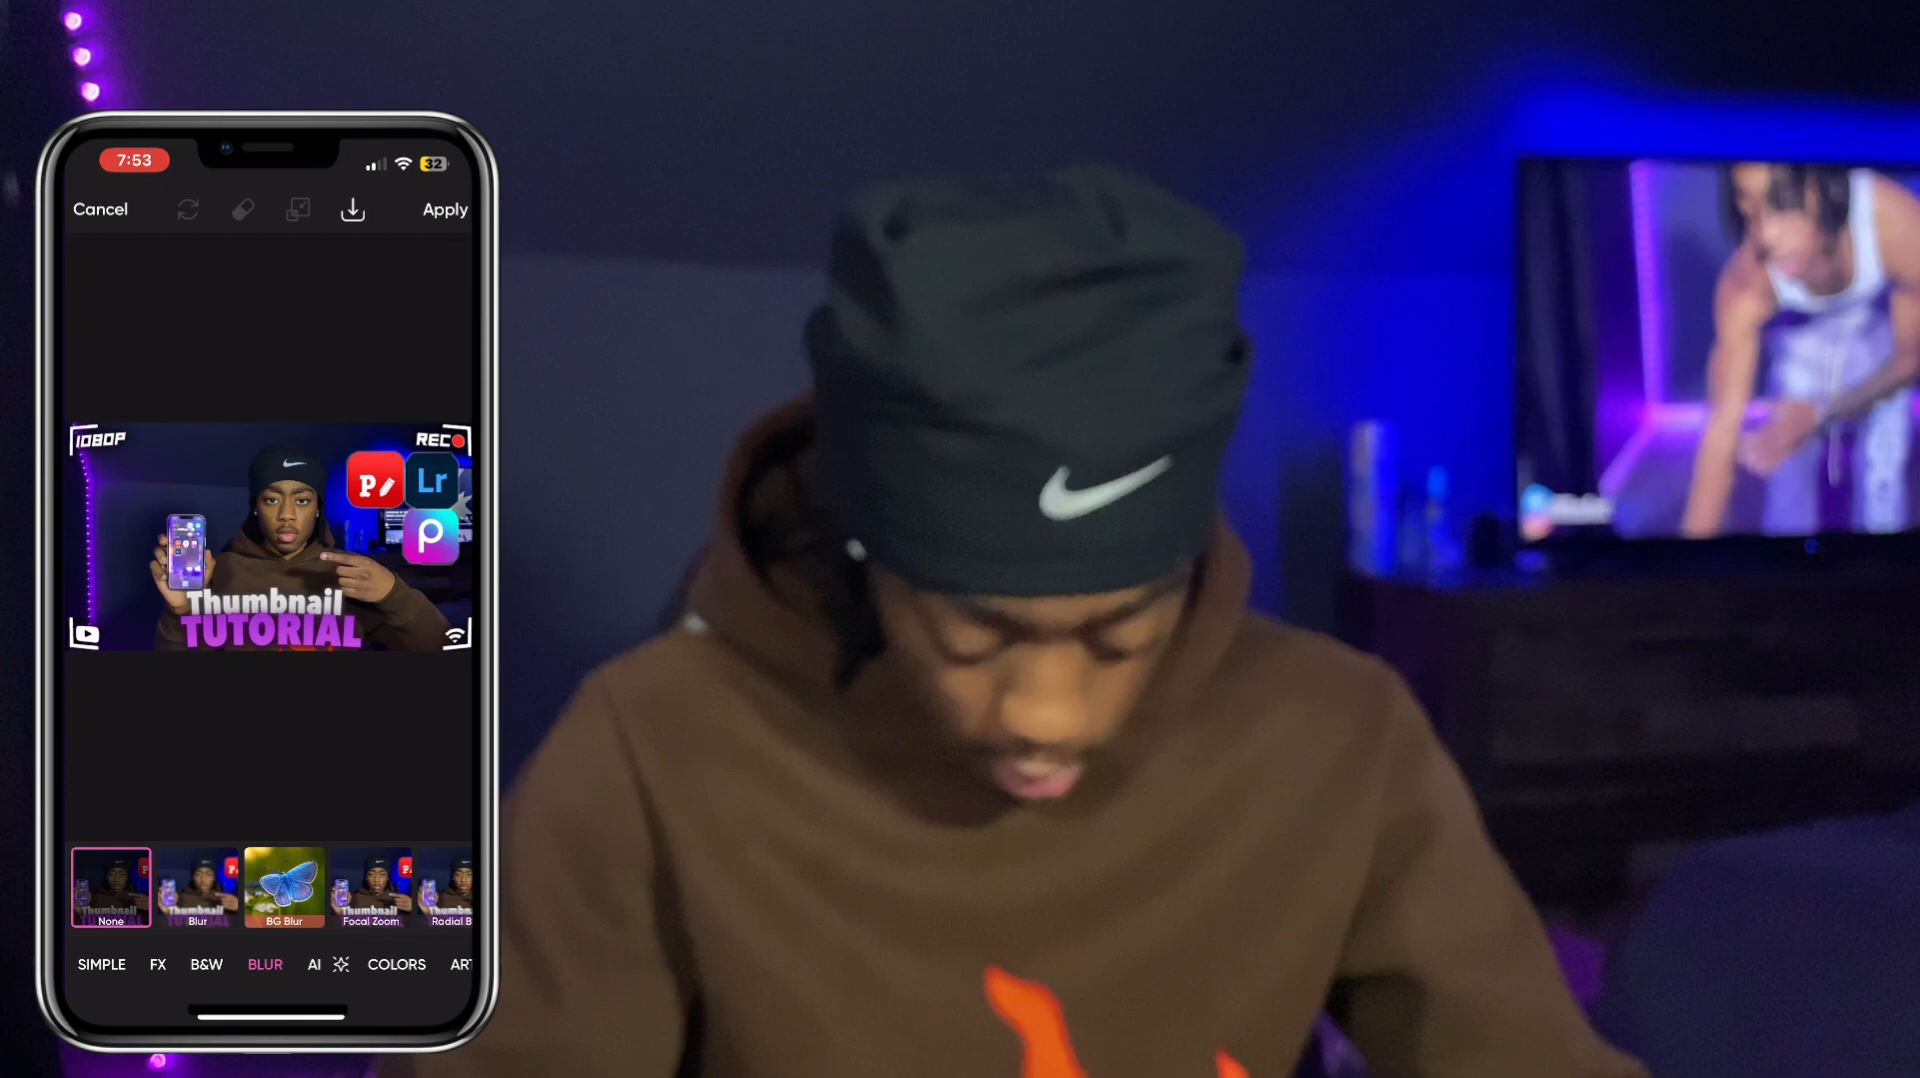 7:53
32
Cancel
Apply
1080P
REC
P
Lr
P
Thumbnail
TUTORIAL
None
Blur
BG Blur
Focal Zoom
Radial B
SIMPLE
FX
B&W
BLUR
AI
COLORS
ART